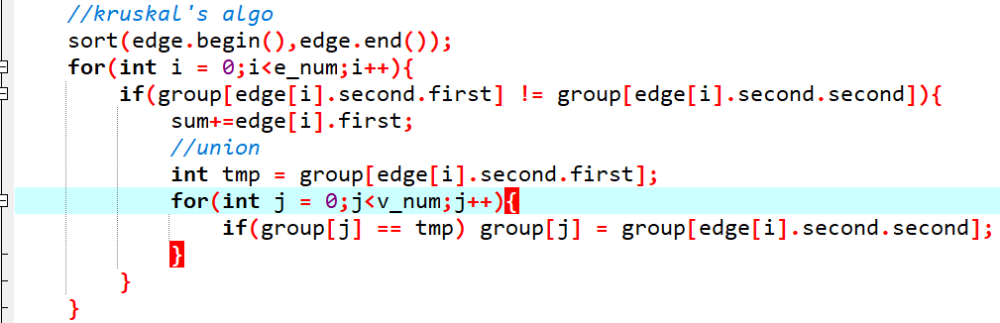 //kruskal's algo
sort(edge.begin(),edge.end());
for(int i = 0;i<e_num;i++){
    if(group[edge[i].second.first] != group[edge[i].second.second]){
        sum+=edge[i].first;
        //union
        int tmp = group[edge[i].second.first];
        for(int j = 0;j<v_num;j++){
            if(group[j] == tmp) group[j] = group[edge[i].second.second];
        }
    }
}